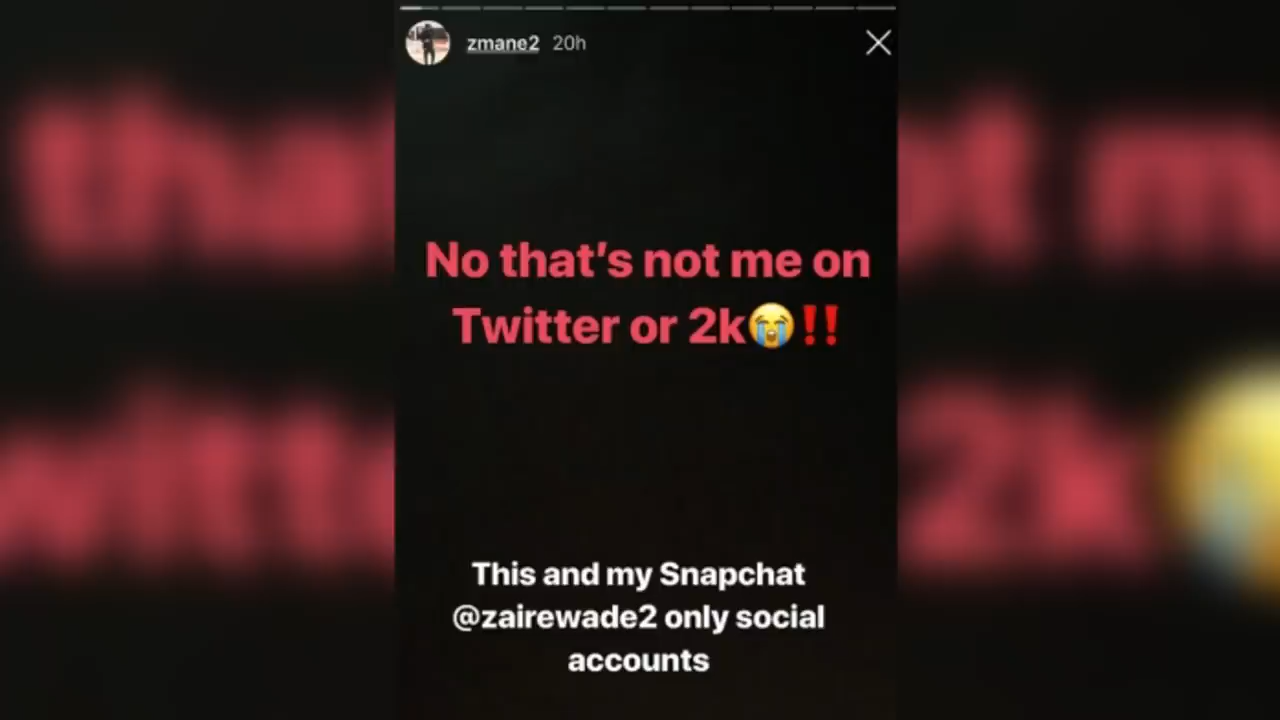 zmane2 20h
No that's not me on
Twitter or 2k😭‼️
This and my Snapchat
@zairewade2 only social
accounts